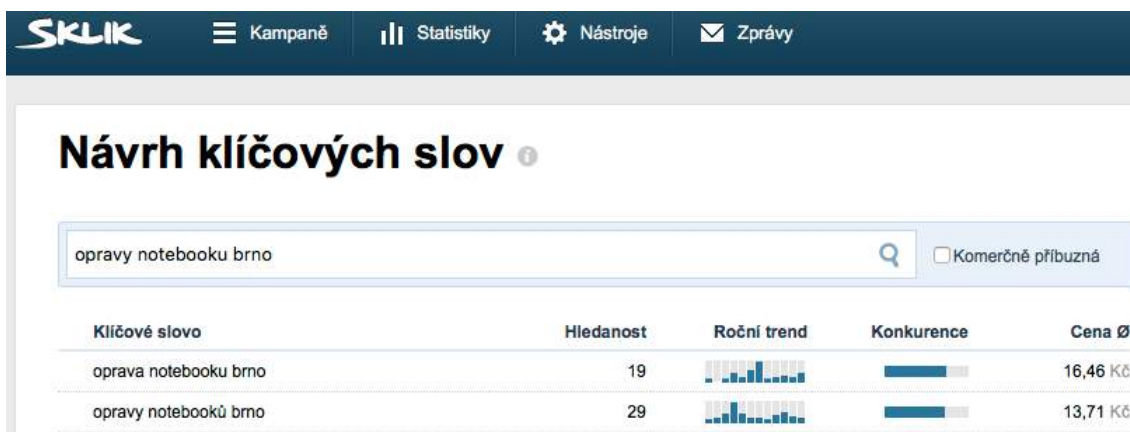 SKLIK Kampaně Statistiky Nástroje Zprávy
Návrh klíčových slov
opravy notebooku brno Komerčně příbuzná
Klíčové slovo Hledanost Roční trend Konkurence Cena Ø
oprava notebooku brno 19 16,46 Kč
opravy notebooků brno 29 13,71 Kč